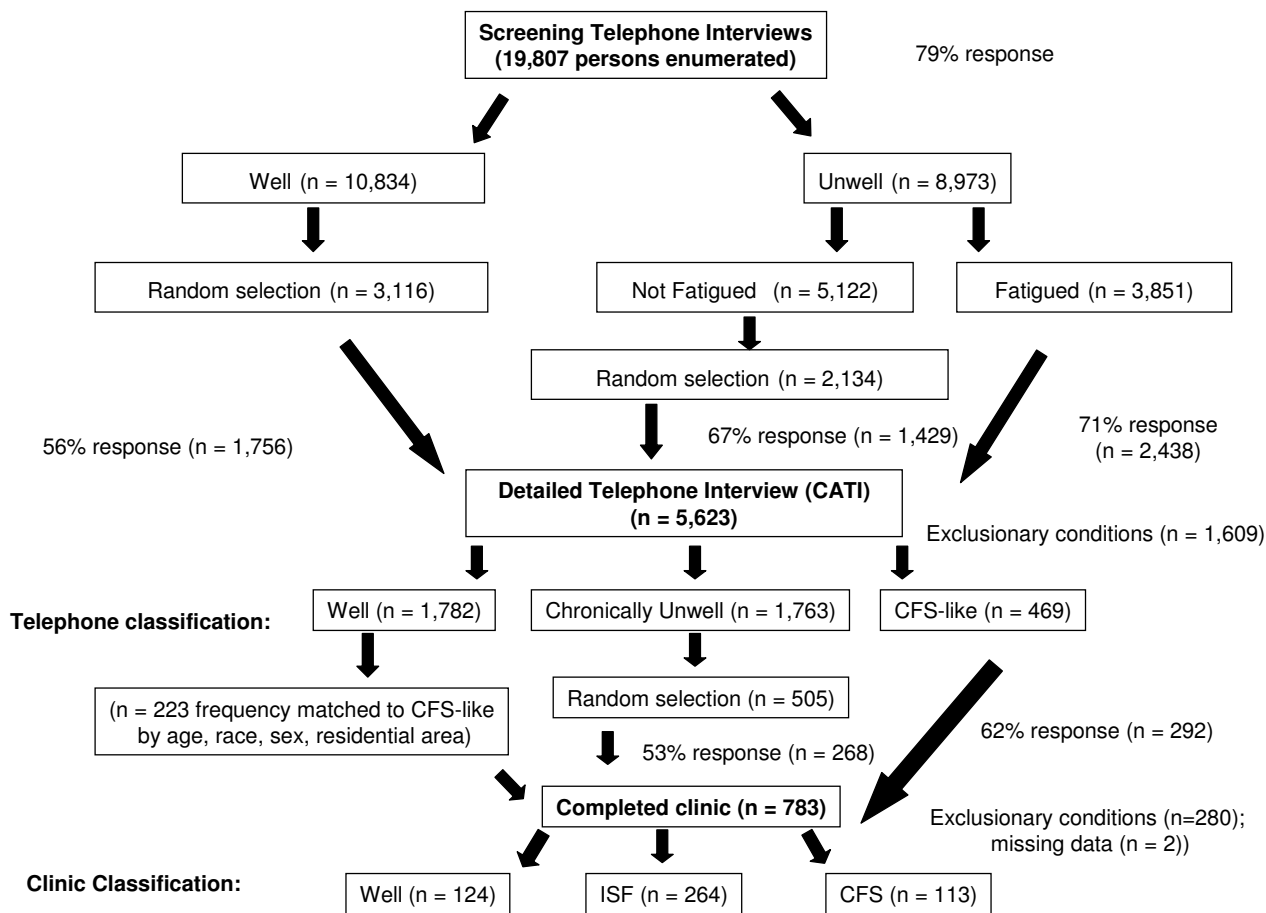 Screening Telephone Interviews
(19,807 persons enumerated)
79% response
Well (n = 10,834)
Unwell (n = 8,973)
Random selection (n = 3,116)
Not Fatigued (n = 5,122)
Fatigued (n = 3,851)
Random selection (n = 2,134)
56% response (n = 1,756)
67% response (n = 1,429)
71% response
(n = 2,438)
Detailed Telephone Interview (CATI)
(n = 5,623)
Exclusionary conditions (n = 1,609)
Telephone classification:
Well (n = 1,782)
Chronically Unwell (n = 1,763)
CFS-like (n = 469)
(n = 223 frequency matched to CFS-like
by age, race, sex, residential area)
Random selection (n = 505)
53% response (n = 268)
62% response (n = 292)
Completed clinic (n = 783)
Exclusionary conditions (n=280);
missing data (n = 2))
Clinic Classification:
Well (n = 124)
ISF (n = 264)
CFS (n = 113)